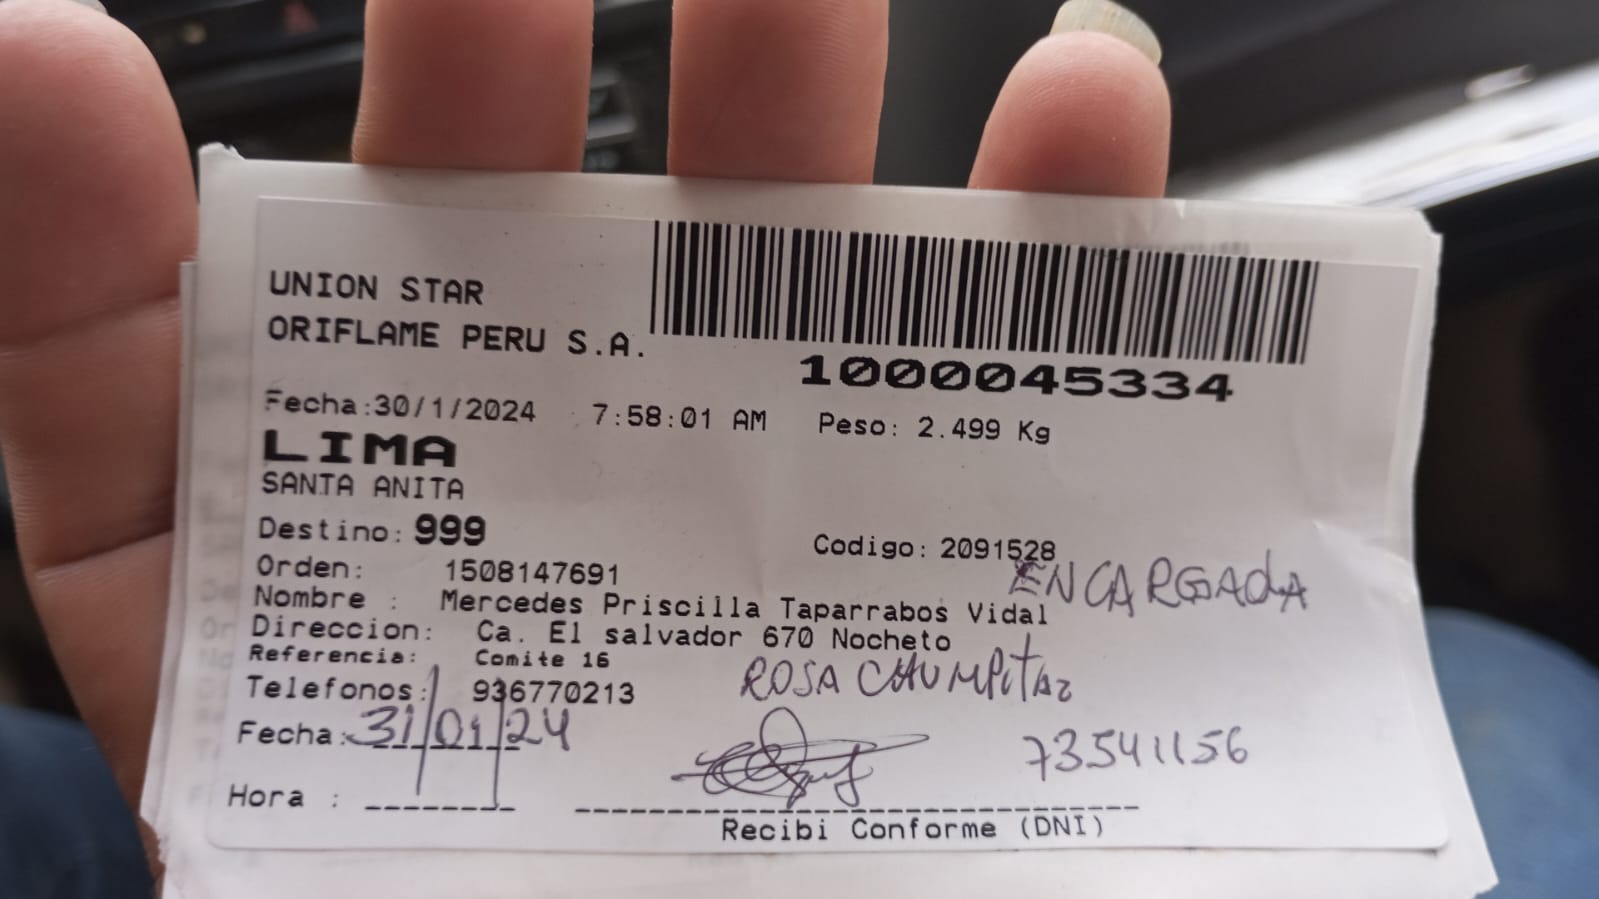 UNION STAR
ORIFLAME PERU S.A.
1000045334
Fecha:30/1/2024 7:58:01 AM Peso: 2.499 Kg
LIMA
SANTA ANITA
Destino: 999
Codigo: 2091528
Orden: 1508147691
ENCARGADA
Nombre : Mercedes Priscilla Taparrabos Vidal
Direccion: Ca. El salvador 670 Nocheto
Referencia: Comite 16
ROSA CHUMPITAZ
Telefonos: 936770213
Fecha: 31/01/24
73541156
Hora : ________
Recibi Conforme (DNI)